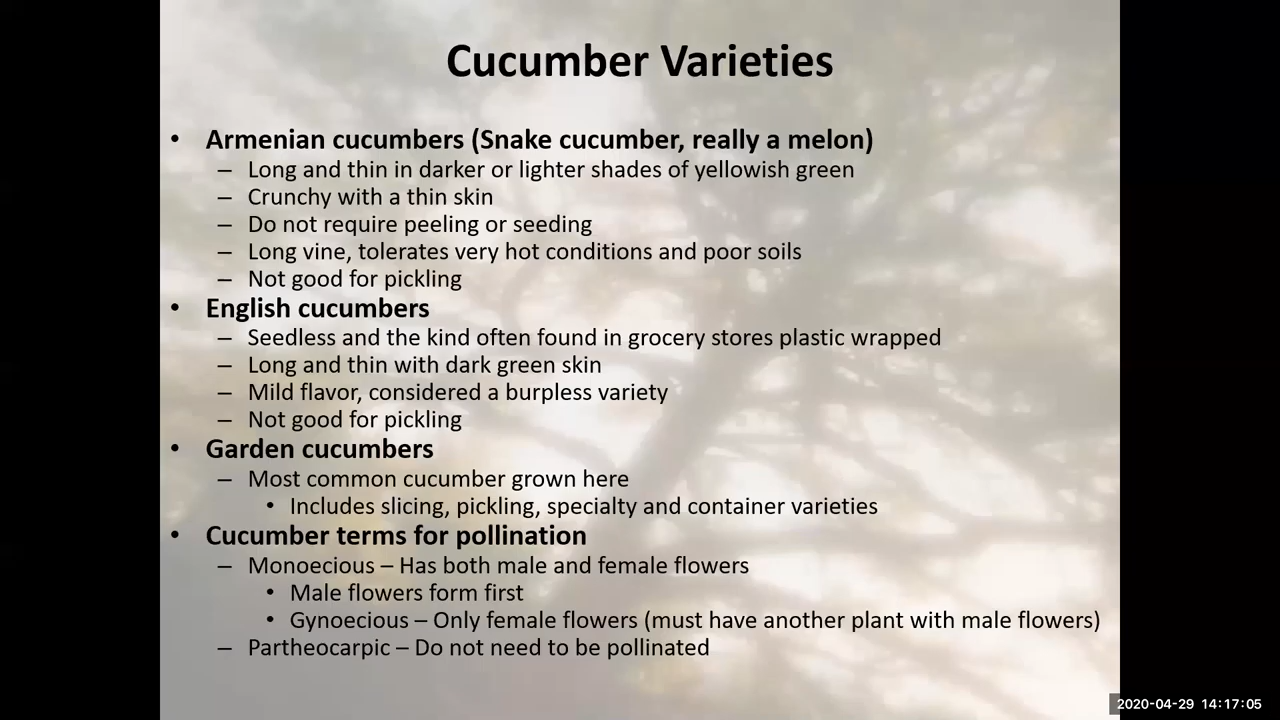 Cucumber Varieties
• Armenian cucumbers (Snake cucumber, really a melon)
– Long and thin in darker or lighter shades of yellowish green
– Crunchy with a thin skin
– Do not require peeling or seeding
– Long vine, tolerates very hot conditions and poor soils
– Not good for pickling
• English cucumbers
– Seedless and the kind often found in grocery stores plastic wrapped
– Long and thin with dark green skin
– Mild flavor, considered a burpless variety
– Not good for pickling
• Garden cucumbers
– Most common cucumber grown here
• Includes slicing, pickling, specialty and container varieties
• Cucumber terms for pollination
– Monoecious – Has both male and female flowers
• Male flowers form first
• Gynoecious – Only female flowers (must have another plant with male flowers)
– Partheocarpic – Do not need to be pollinated
2020-04-29 14:17:05